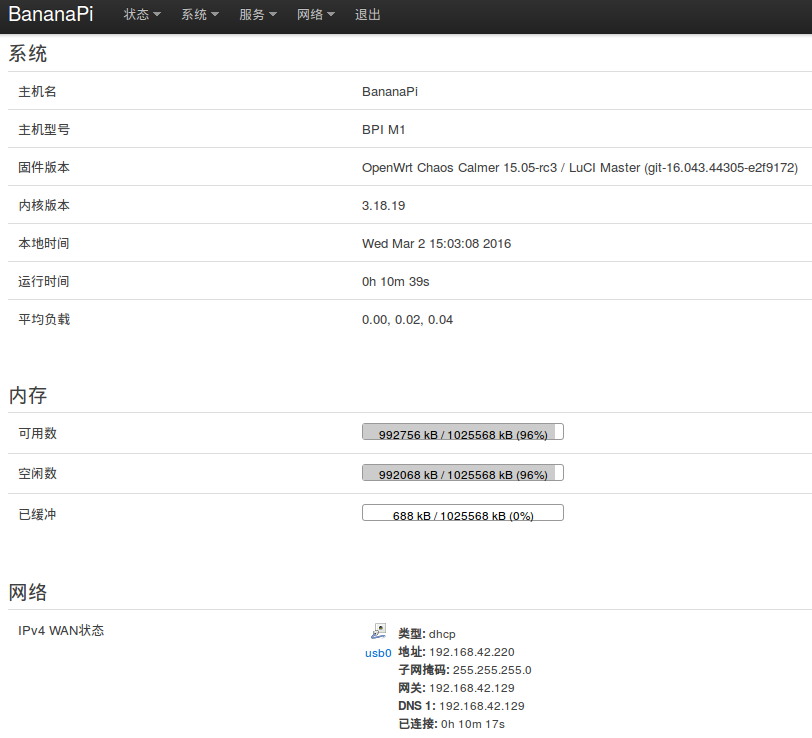 BananaPi 状态 系统 服务 网络 退出
系统
主机名 BananaPi
主机型号 BPI M1
固件版本 OpenWrt Chaos Calmer 15.05-rc3 / LuCI Master (git-16.043.44305-e2f9172)
内核版本 3.18.19
本地时间 Wed Mar 2 15:03:08 2016
运行时间 0h 10m 39s
平均负载 0.00, 0.02, 0.04
内存
可用数 992756 kB / 1025568 kB (96%)
空闲数 992068 kB / 1025568 kB (96%)
已缓冲 688 kB / 1025568 kB (0%)
网络
IPv4 WAN状态 类型: dhcp
usb0 地址: 192.168.42.220
子网掩码: 255.255.255.0
网关: 192.168.42.129
DNS 1: 192.168.42.129
已连接: 0h 10m 17s